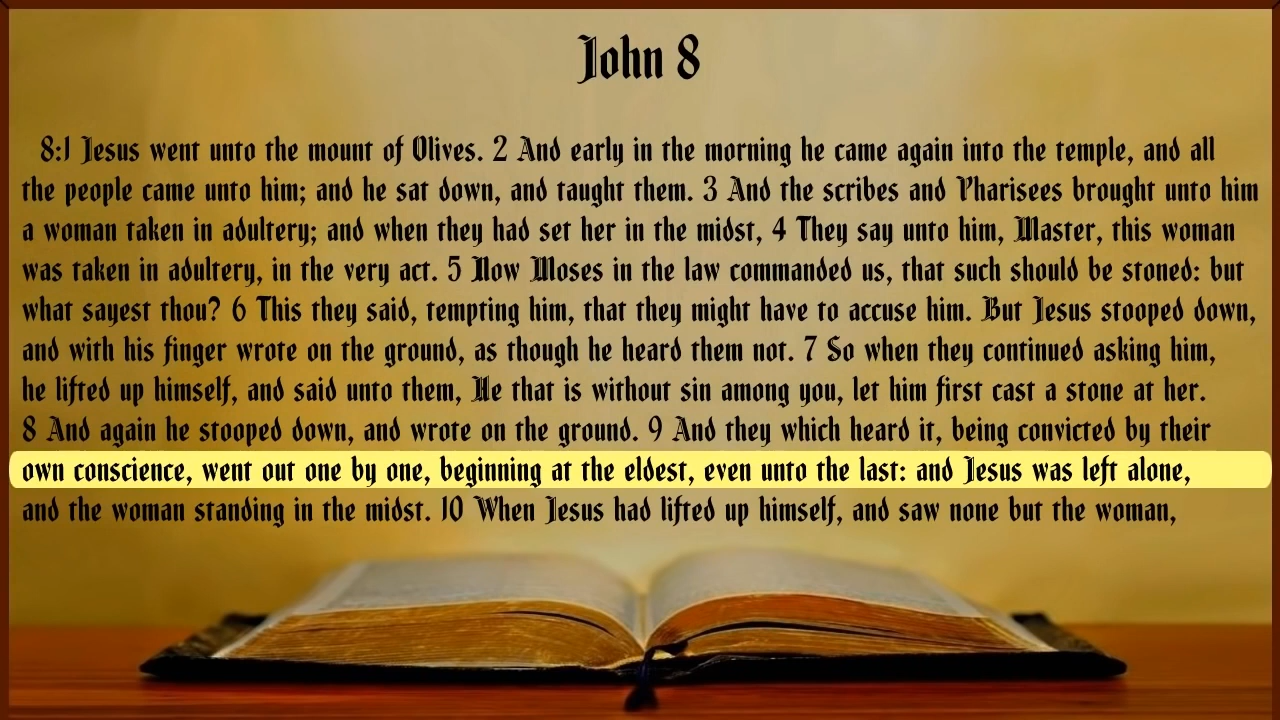 John 8
8:1 Jesus went unto the mount of Olives. 2 And early in the morning he came again into the temple, and all
the people came unto him; and he sat down, and taught them. 3 And the scribes and Pharisees brought unto him
a woman taken in adultery; and when they had set her in the midst, 4 They say unto him, Master, this woman
was taken in adultery, in the very act. 5 Now Moses in the law commanded us, that such should be stoned: but
what sayest thou? 6 This they said, tempting him, that they might have to accuse him. But Jesus stooped down,
and with his finger wrote on the ground, as though he heard them not. 7 So when they continued asking him,
he lifted up himself, and said unto them, He that is without sin among you, let him first cast a stone at her.
8 And again he stooped down, and wrote on the ground. 9 And they which heard it, being convicted by their
own conscience, went out one by one, beginning at the eldest, even unto the last: and Jesus was left alone,
and the woman standing in the midst. 10 When Jesus had lifted up himself, and saw none but the woman,